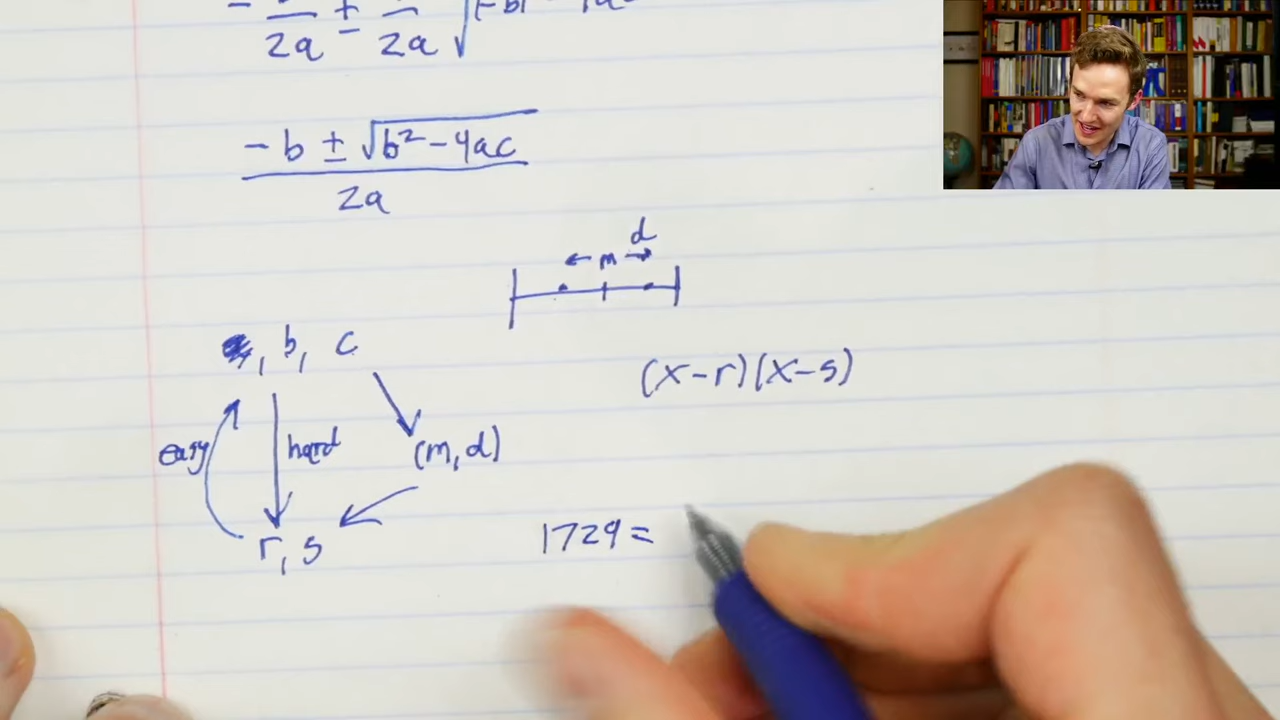 2a 2a
-b ± √b²-4ac
2a
d
← m →
, b, c
(x-r)(x-s)
easy hard (m,d)
r, s
1729=